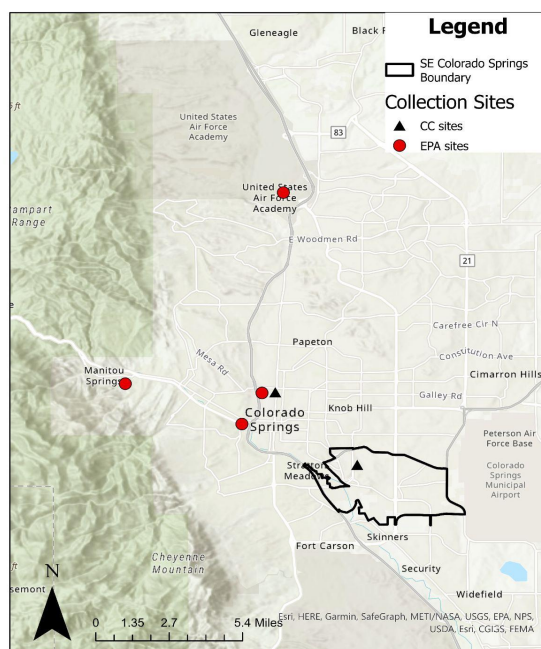 Legend
SE Colorado Springs
Boundary
Collection Sites
CC sites
EPA sites
Gleneagle
Black F
United States
Air Force
Academy
83
United States
Air Force
Academy
ampart
Range
E Woodmen Rd
21
Carefree Cir N
Papeton
Constitution Ave
Mesa Rd
Manitou
Springs
Cimarron Hills
Galley Rd
Knob Hill
Colorado
Springs
Peterson Air
Force Base
Stratton
Meadows
Colorado
Springs
Municipal
Airport
Skinners
Fort Carson
Cheyenne
Mountain
Security
Widefield
ft
semont
N
0 1.35 2.7 5.4 Miles
Esri, HERE, Garmin, SafeGraph, METI/NASA, USGS, EPA, NPS,
USDA, Esri, CGIGS, FEMA